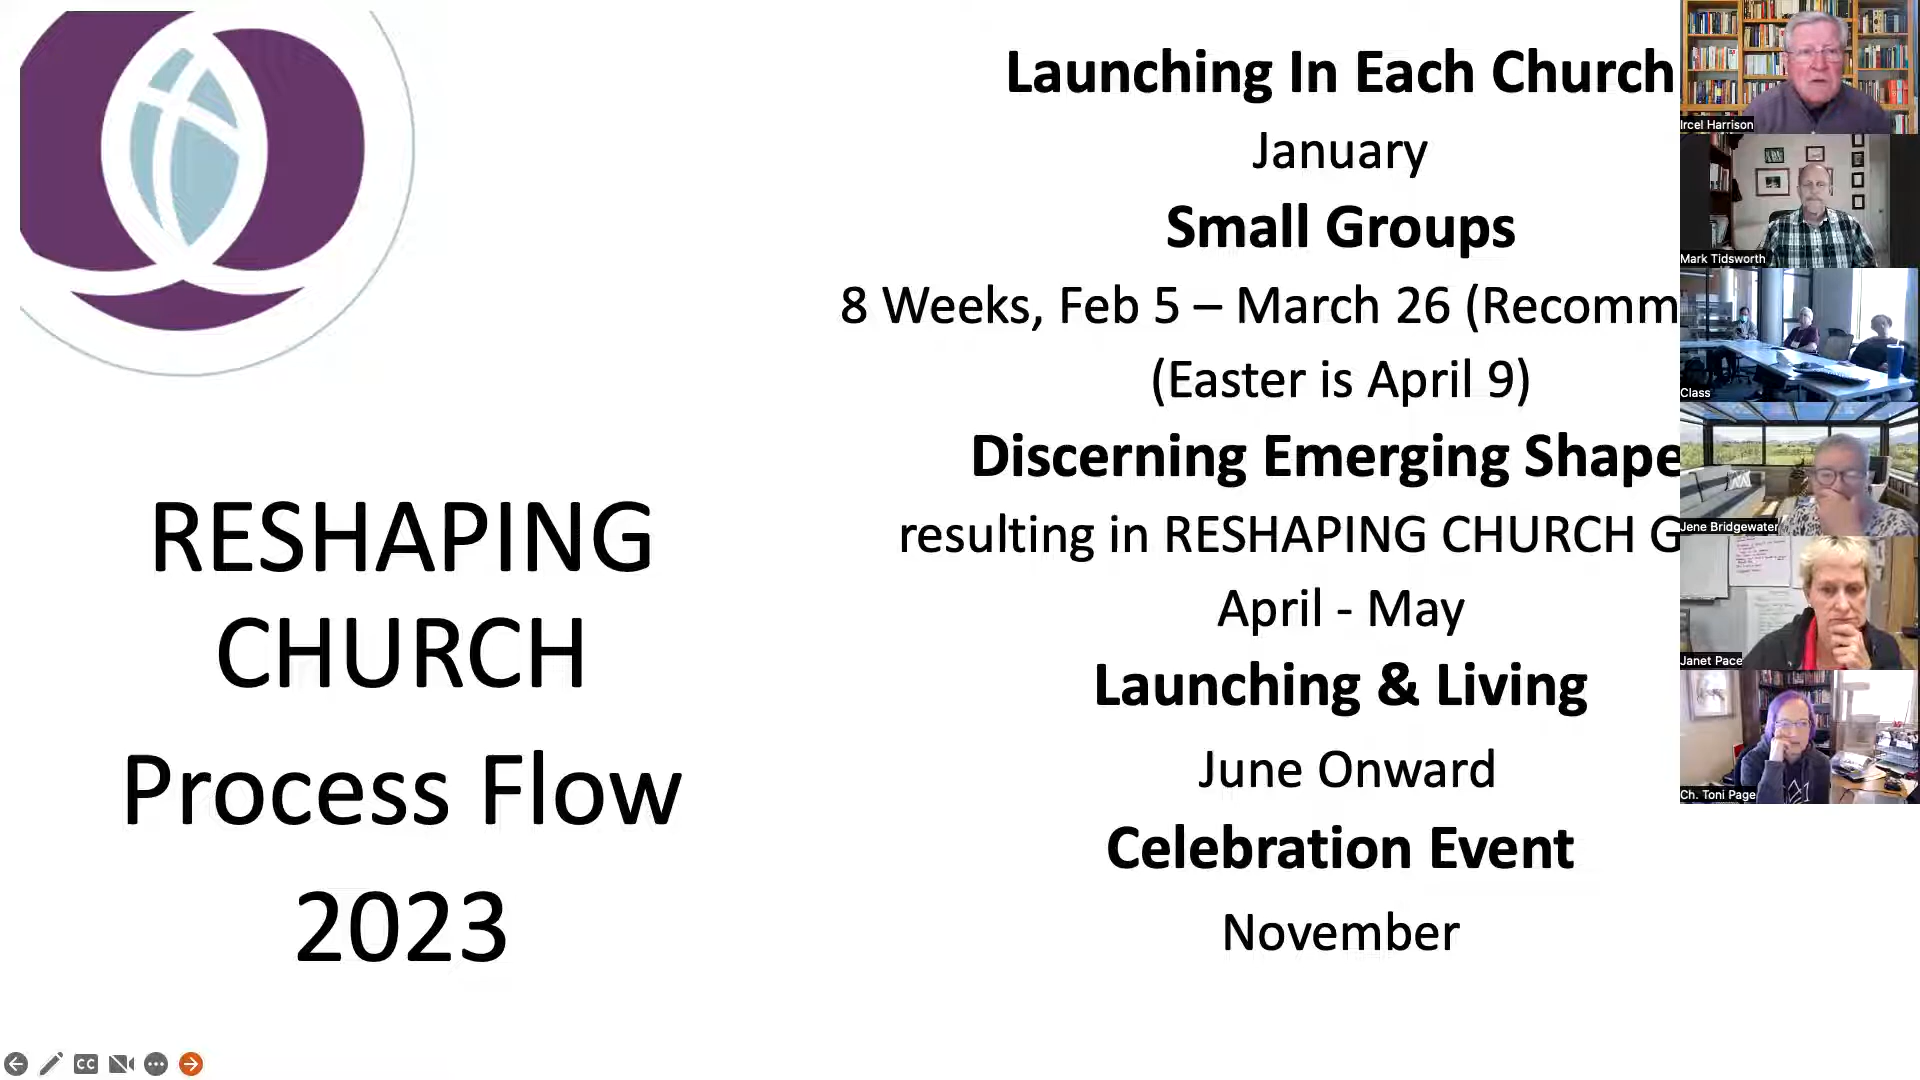 RESHAPING
CHURCH
Process Flow
2023
Launching In Each Church
January
Small Groups
8 Weeks, Feb 5 – March 26 (Recomm
(Easter is April 9)
Discerning Emerging Shape
resulting in RESHAPING CHURCH G
April - May
Launching & Living
June Onward
Celebration Event
November
Ircel Harrison
Mark Tidsworth
Class
Jene Bridgewater
Janet Pace
Ch. Toni Page
CC